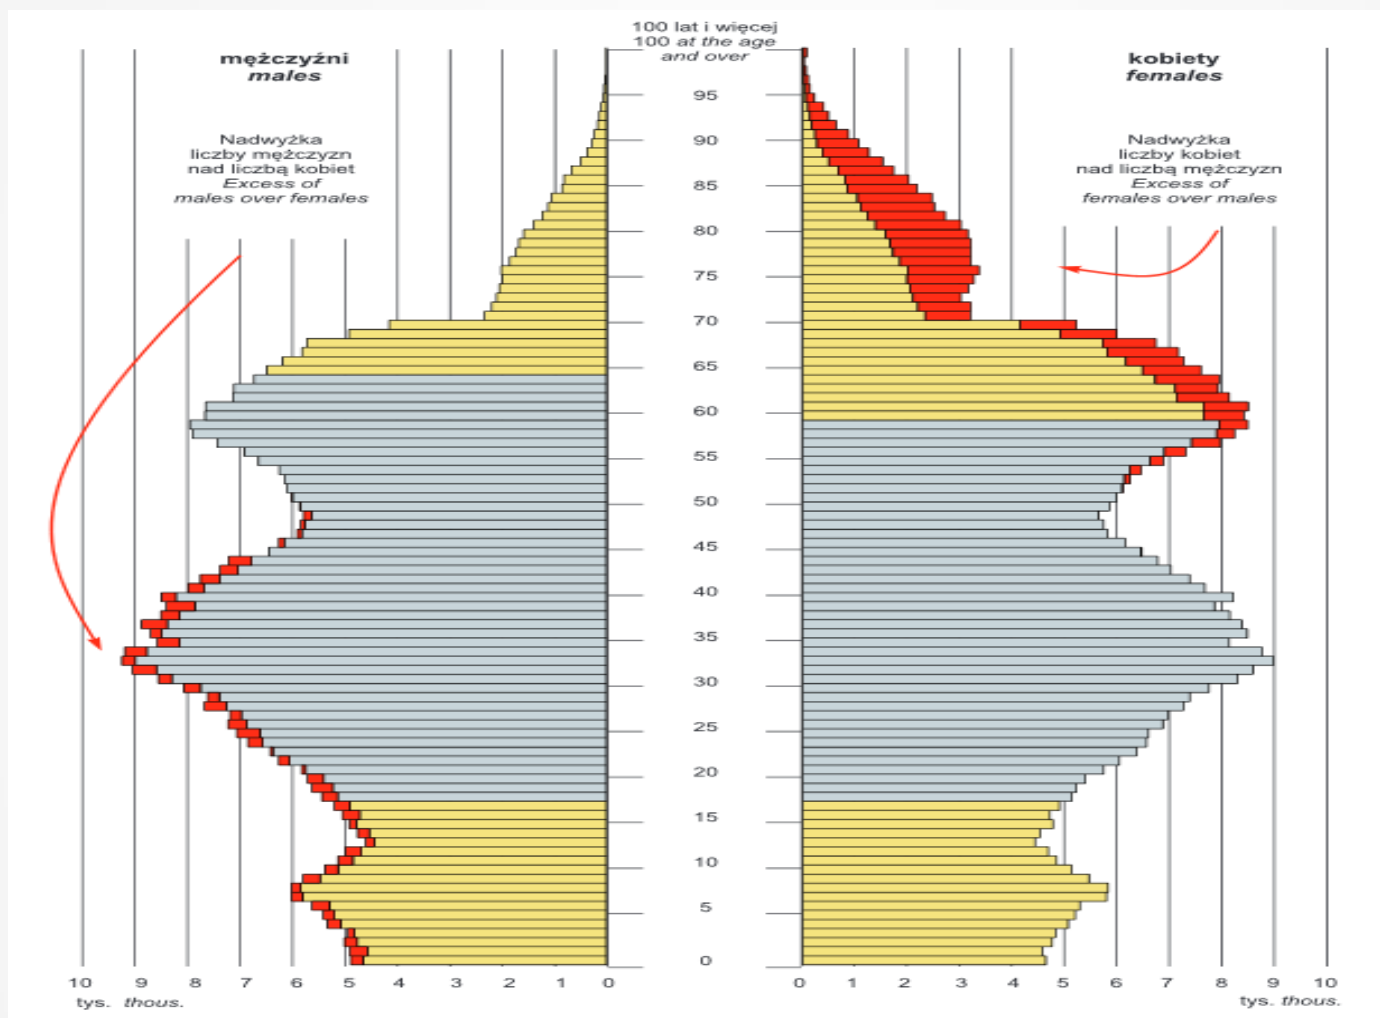 100 lat i więcej
100 at the age
and over
mężczyźni
males
kobiety
females
Nadwyżka
liczby mężczyzn
nad liczbą kobiet
Excess of
males over females
Nadwyżka
liczby kobiet
nad liczbą mężczyzn
Excess of
females over males
95
90
85
80
75
70
65
60
55
50
45
40
35
30
25
20
15
10
5
0
10 9 8 7 6 5 4 3 2 1 0
0 1 2 3 4 5 6 7 8 9 10
tys. thous.
tys. thous.